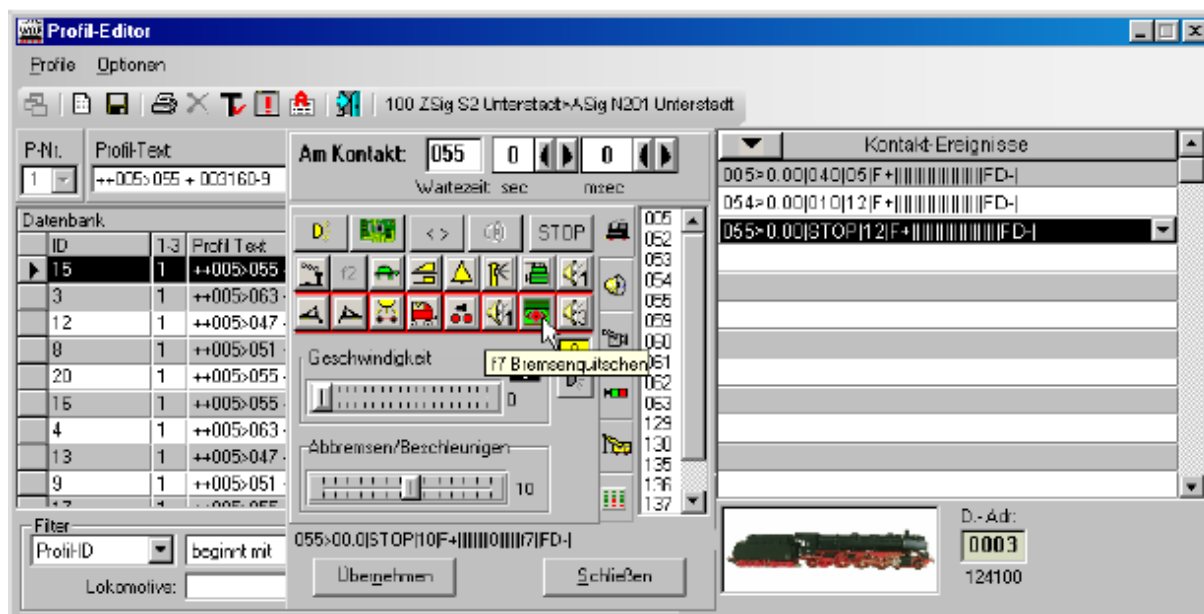 Profil-Editor
Profile Optionen
100 ZSig S2 Unterstadt>ASig N201 Unterstadt
P-Nr. Profil-Text
1 ++005>055 + 003160-9
Am Kontakt: 055 0 0
Wartezeit: sec msec
Kontakt-Ereignisse
005>0.00|040|05|F+||||||||||||||||FD-|
054>0.00|010|12|F+||||||||||||||||FD-|
055>0.00|STOP|12|F+||||||||||||||||FD-|
Datenbank
ID 1-3 Profil Text
15 1 ++005>055 -
3 1 ++005>063 -
12 1 ++005>047 -
8 1 ++005>051 -
20 1 ++005>055 -
16 1 ++005>055 -
4 1 ++005>063 -
13 1 ++005>047 -
9 1 ++005>051 -
<> STOP
f2
f7 Bremsenquitschen
Geschwindigkeit
0
Abbremsen/Beschleunigen
10
005
052
053
054
055
059
060
061
062
063
129
130
135
136
137
Filter
Profil-ID beginnt mit
Lokomotive:
055>00.0|STOP|10|F+|||||||0|||||f7|FD-|
Übernehmen Schließen
D.-Adr:
0003
124100